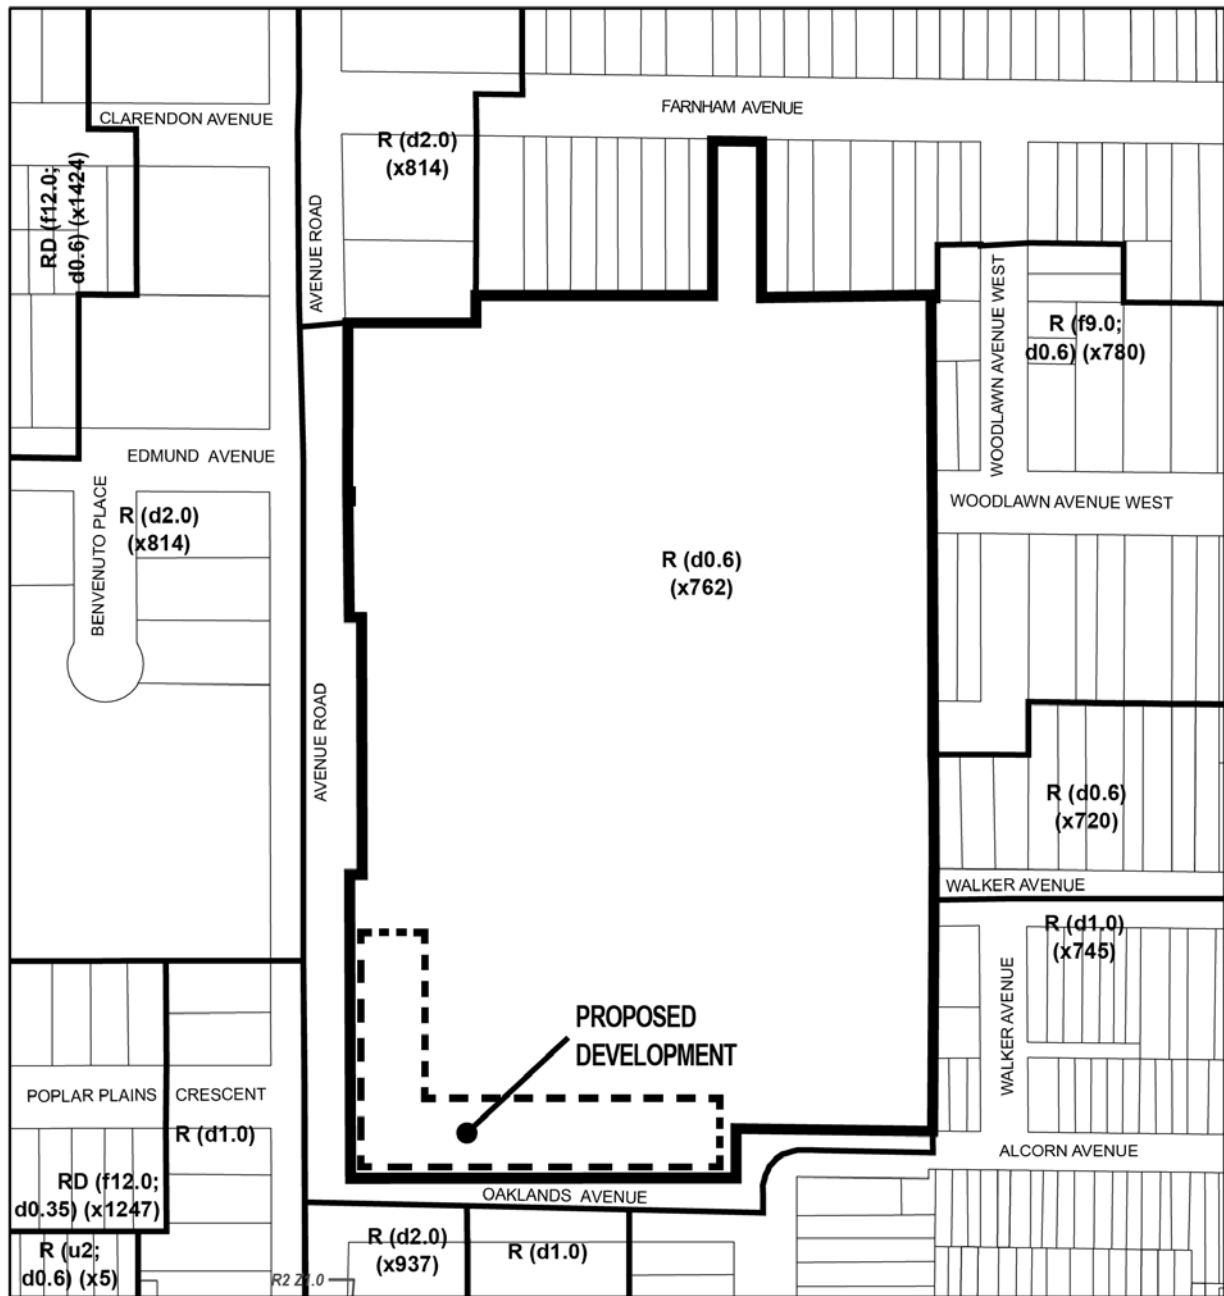 CLARENDON AVENUE
FARNHAM AVENUE
R (d2.0)
(x814)
RD (f12.0;
d0.6) (x1424)
AVENUE ROAD
WOODLAWN AVENUE WEST
R (f9.0;
d0.6) (x780)
EDMUND AVENUE
BENVENUTO PLACE
R (d2.0)
(x814)
WOODLAWN AVENUE WEST
R (d0.6)
(x762)
AVENUE ROAD
R (d0.6)
(x720)
WALKER AVENUE
R (d1.0)
(x745)
WALKER AVENUE
PROPOSED
DEVELOPMENT
POPLAR PLAINS CRESCENT
R (d1.0)
ALCORN AVENUE
RD (f12.0;
d0.35) (x1247)
OAKLANDS AVENUE
R (u2;
d0.6) (x5)
R (d2.0)
(x937)
R (d1.0)
R2 Z1.0